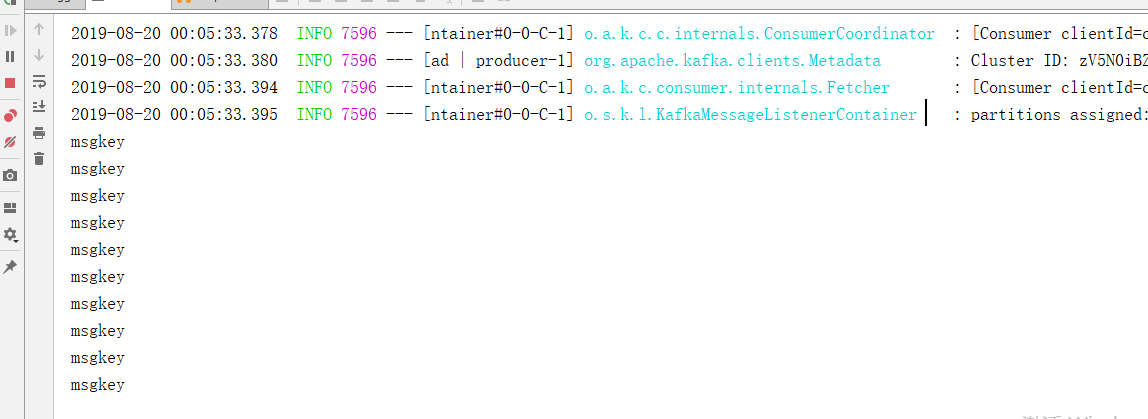 2019-08-20 00:05:33.378 INFO 7596 --- [ntainer#0-0-C-1] o.a.k.c.c.internals.ConsumerCoordinator : [Consumer clientId=c
2019-08-20 00:05:33.380 INFO 7596 --- [ad | producer-1] org.apache.kafka.clients.Metadata : Cluster ID: zV5N0iBZ
2019-08-20 00:05:33.394 INFO 7596 --- [ntainer#0-0-C-1] o.a.k.c.consumer.internals.Fetcher : [Consumer clientId=c
2019-08-20 00:05:33.395 INFO 7596 --- [ntainer#0-0-C-1] o.s.k.l.KafkaMessageListenerContainer : partitions assigned:
msgkey
msgkey
msgkey
msgkey
msgkey
msgkey
msgkey
msgkey
msgkey
msgkey